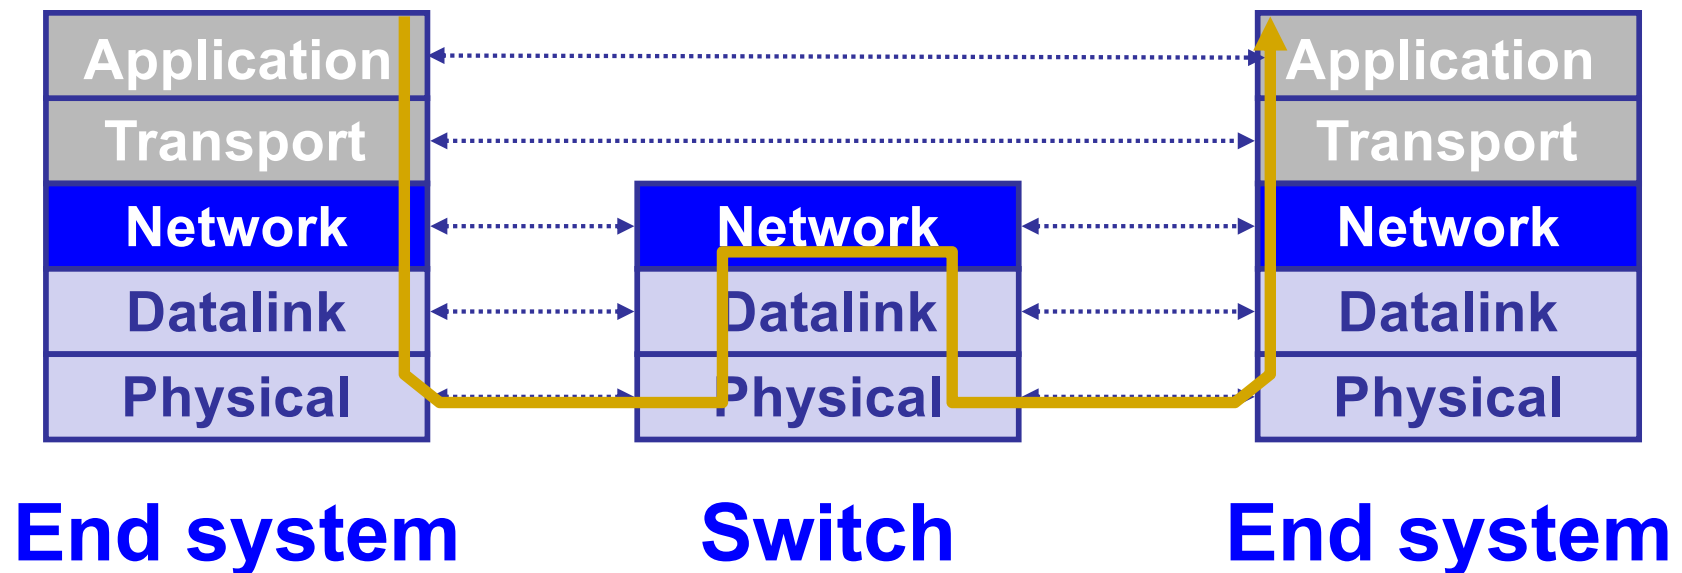 Application
Transport
Network
Datalink
Physical
Network
Datalink
Physical
Application
Transport
Network
Datalink
Physical
End system
Switch
End system